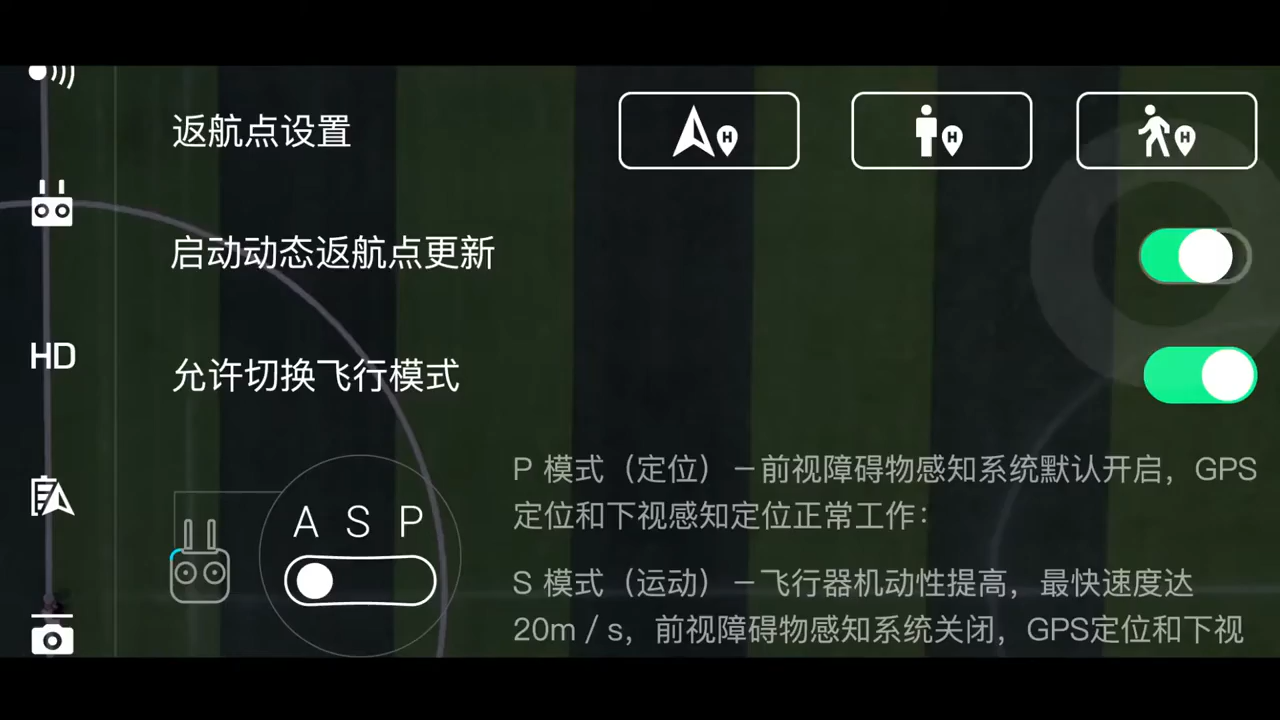 返航点设置
H
H
H
启动动态返航点更新
HD
允许切换飞行模式
A S P
P 模式（定位）－前视障碍物感知系统默认开启，GPS
定位和下视感知定位正常工作：
S 模式（运动）－飞行器机动性提高，最快速度达
20m / s，前视障碍物感知系统关闭，GPS定位和下视